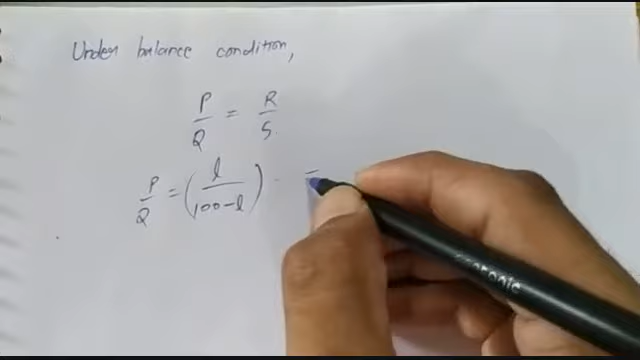 Under balance condition,
P/Q = R/S
P/Q = (l/100-l)